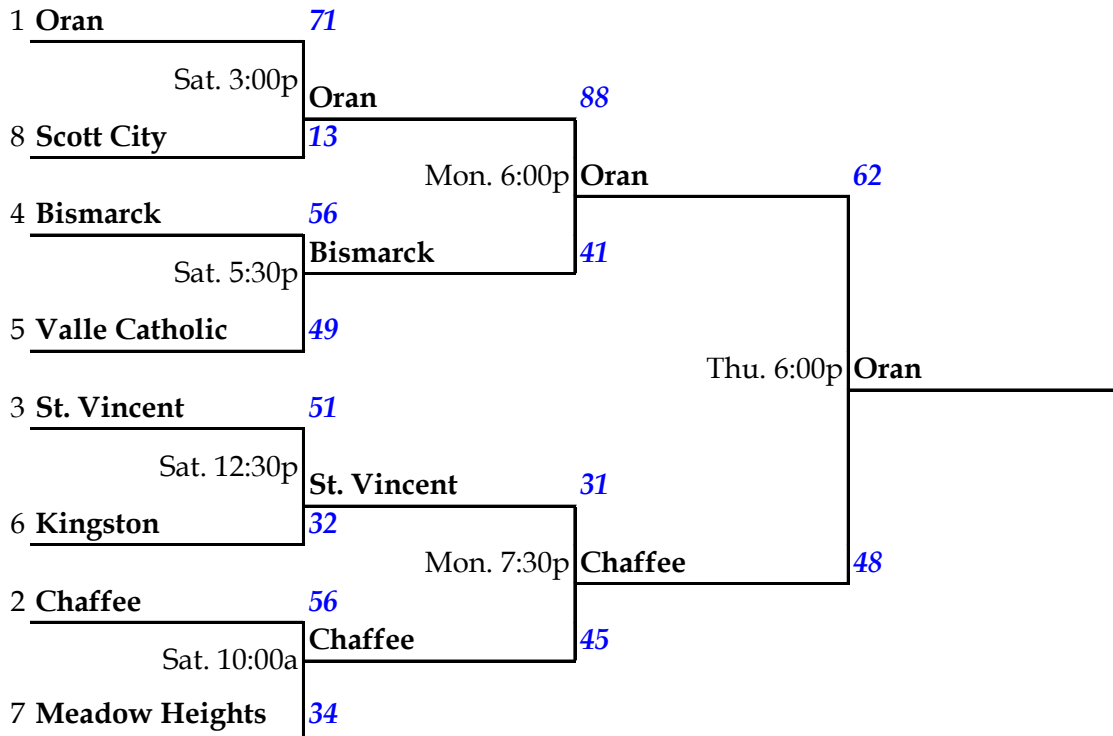 1 Oran 71
Sat. 3:00p
Oran 88
8 Scott City 13
Mon. 6:00p Oran 62
4 Bismarck 56
Bismarck 41
Sat. 5:30p
5 Valle Catholic 49
Thu. 6:00p Oran
3 St. Vincent 51
Sat. 12:30p
St. Vincent 31
6 Kingston 32
Mon. 7:30p Chaffee 48
2 Chaffee 56
Chaffee 45
Sat. 10:00a
7 Meadow Heights 34